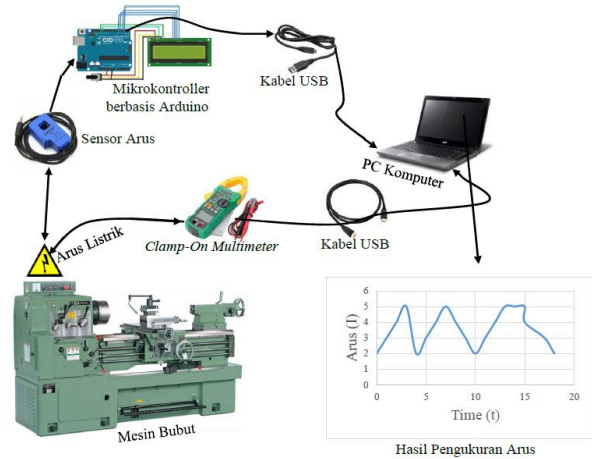 Mikrokontroller
berbasis Arduino
Kabel USB
Sensor Arus
PC Komputer
Arus Listrik
Clamp-On Multimeter
Kabel USB
Mesin Bubut
Arus (I)
6
5
4
3
2
1
0
0
5
10
15
20
Time (t)
Hasil Pengukuran Arus